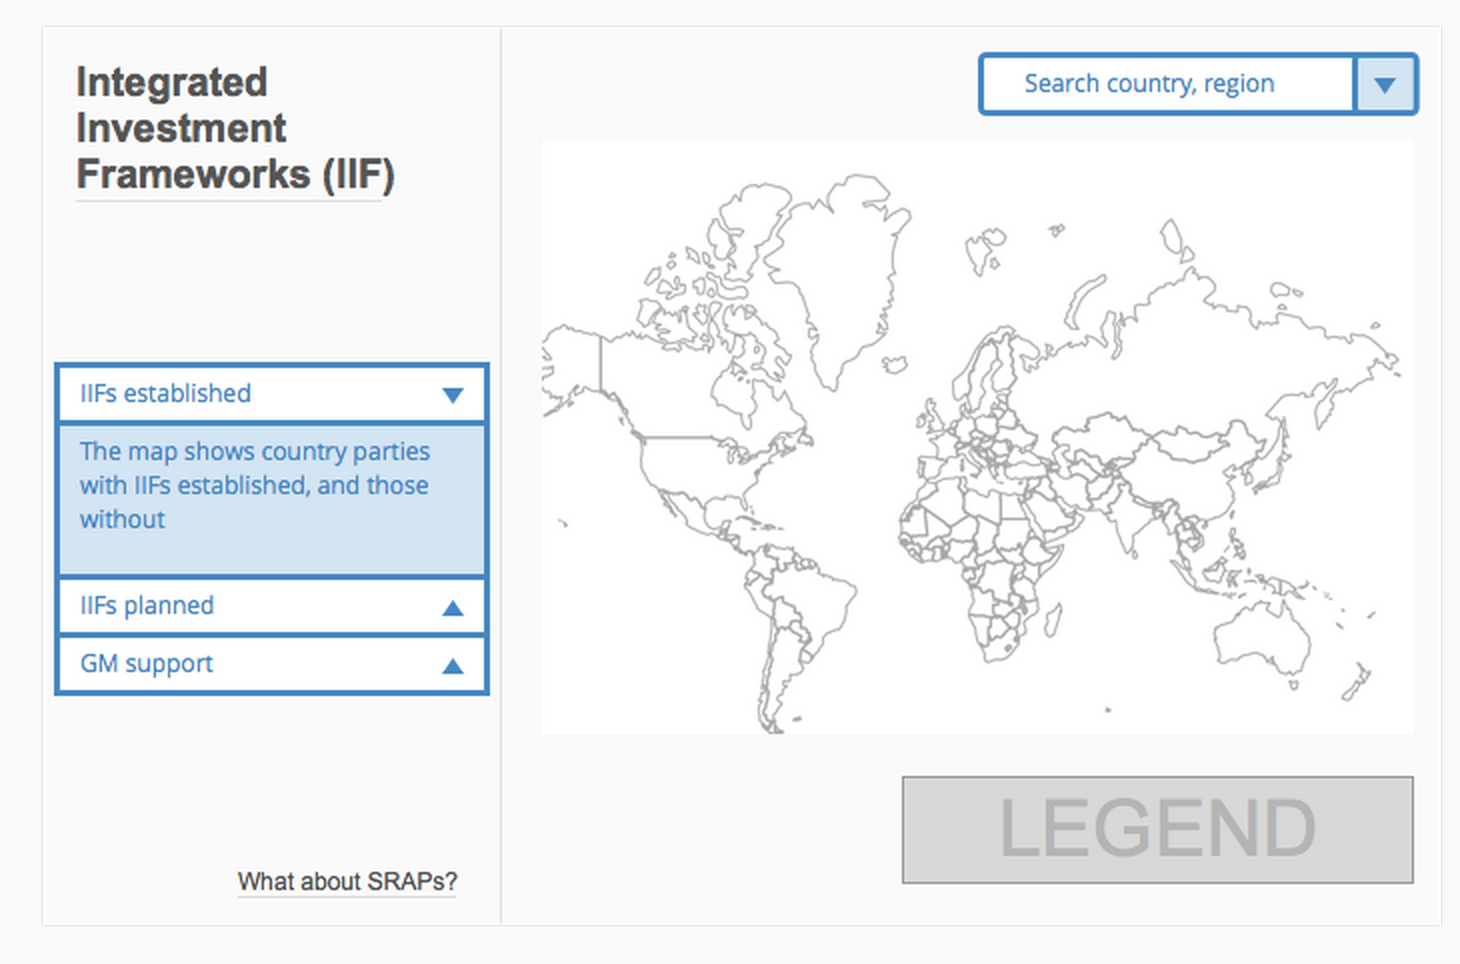 Integrated
Investment
Frameworks (IIF)
Search country, region
IIFs established
The map shows country parties
with IIFs established, and those
without
IIFs planned
GM support
What about SRAPs?
LEGEND